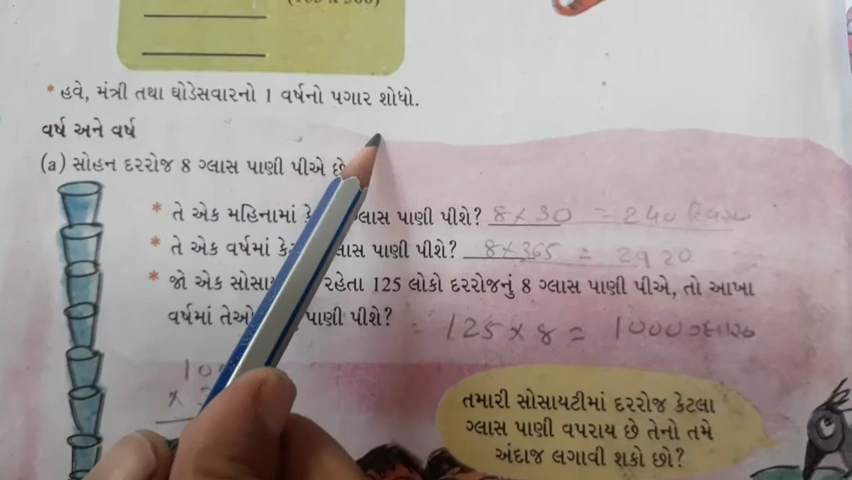 * હવે, મંત્રી તથા ઘોડેસવારનો 1 વર્ષનો પગાર શોધો.
વર્ષ અને વર્ષ
(a) સોહન દરરોજ 8 ગ્લાસ પાણી પીએ છે
* તે એક મહિનામાં ગ્લાસ પાણી પીશે? 8 x 30 = 240
* તે એક વર્ષમાં પાણી પીશે? 8 x 365 = 2920
* જો એક રહેતા 125 લોકો દરરોજનું 8 ગ્લાસ પાણી પીએ, તો આખા
વર્ષમાં પાણી પીશે? 125 x 8 = 1000 ગ્લાસ
તમારી સોસાયટીમાં દરરોજ કેટલા
ગ્લાસ પાણી વપરાય છે તેનો તમે
અંદાજ લગાવી શકો છો?